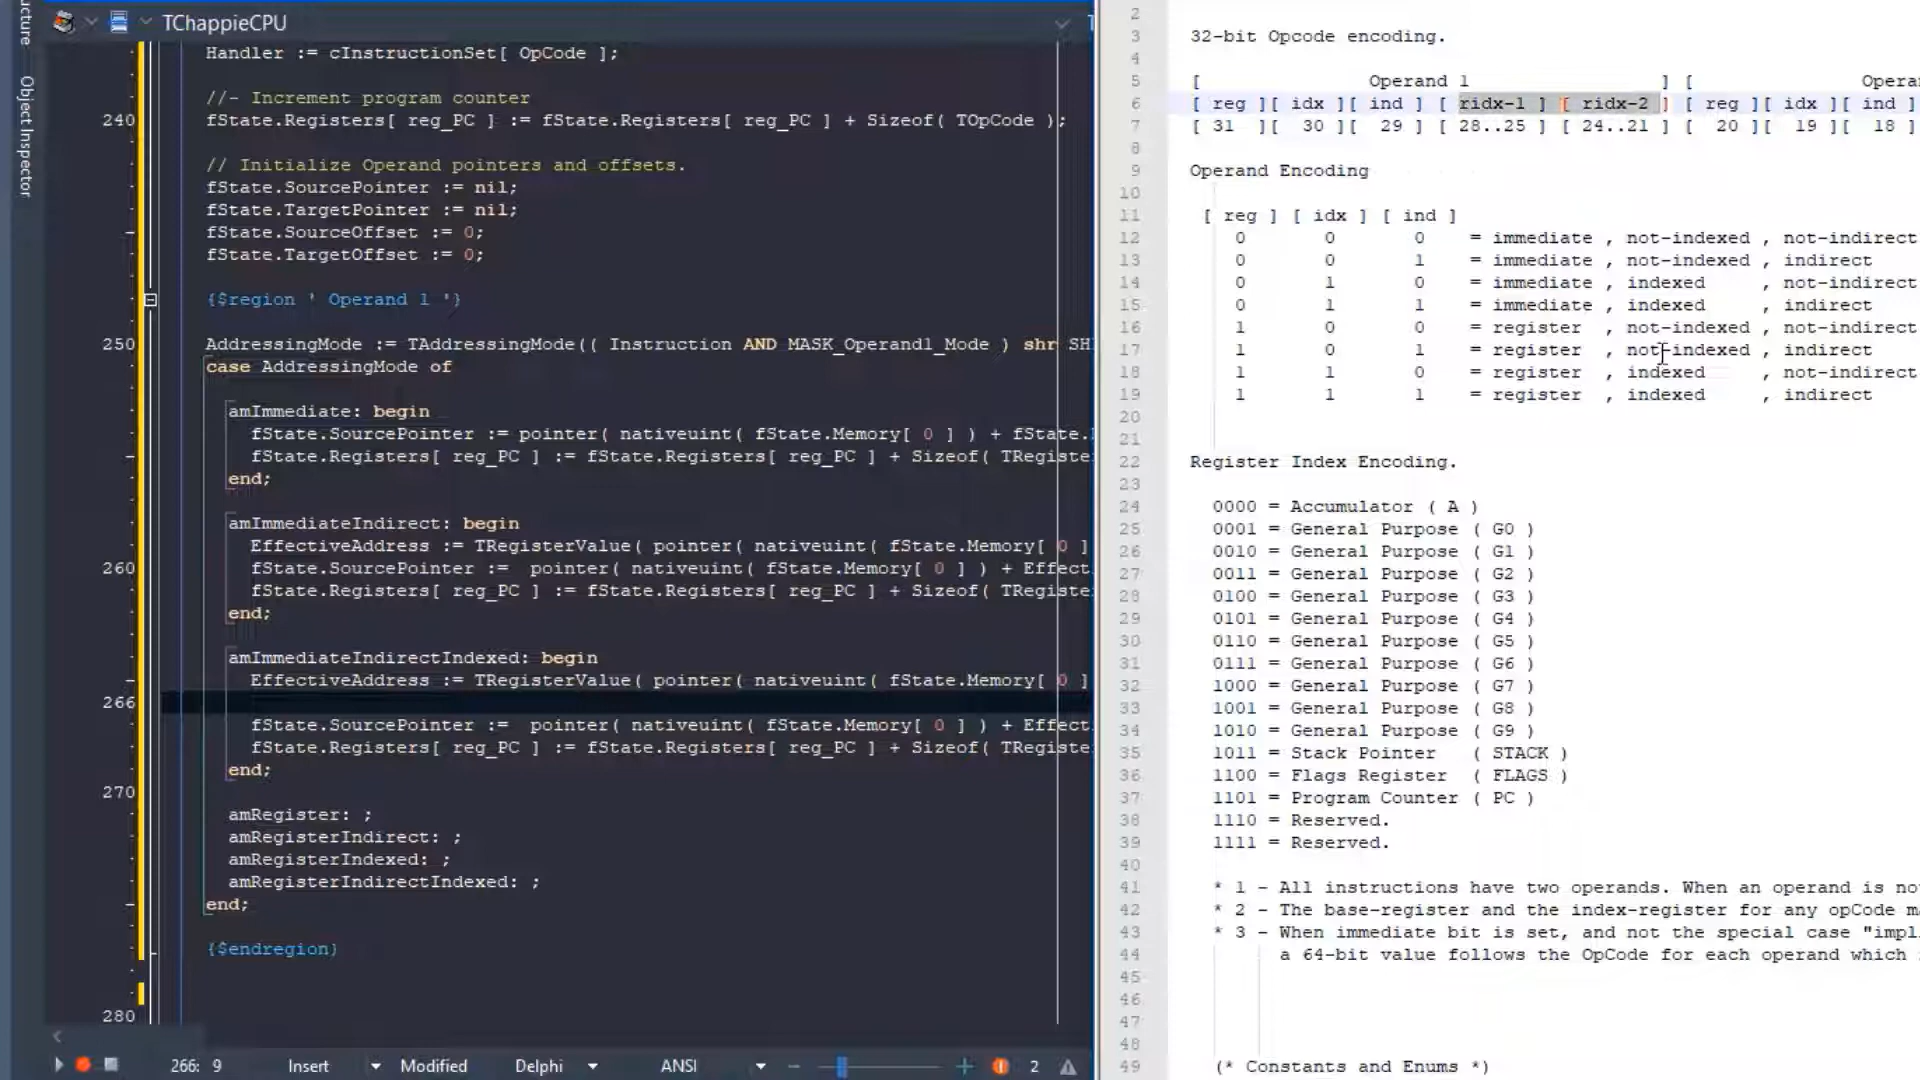 TChappieCPU
Object Inspector
Handler := cInstructionSet[ OpCode ];
//- Increment program counter
240 fState.Registers[ reg_PC ] := fState.Registers[ reg_PC ] + Sizeof( TOpCode );
// Initialize Operand pointers and offsets.
fState.SourcePointer := nil;
fState.TargetPointer := nil;
fState.SourceOffset := 0;
fState.TargetOffset := 0;
{$region ' Operand 1 '}
250 AddressingMode := TAddressingMode(( Instruction AND MASK_Operand1_Mode ) shr SH
case AddressingMode of
amImmediate: begin
fState.SourcePointer := pointer( nativeuint( fState.Memory[ 0 ] ) + fState.
fState.Registers[ reg_PC ] := fState.Registers[ reg_PC ] + Sizeof( TRegiste
end;
amImmediateIndirect: begin
EffectiveAddress := TRegisterValue( pointer( nativeuint( fState.Memory[ 0 ]
260 fState.SourcePointer := pointer( nativeuint( fState.Memory[ 0 ] ) + Effect
fState.Registers[ reg_PC ] := fState.Registers[ reg_PC ] + Sizeof( TRegiste
end;
amImmediateIndirectIndexed: begin
EffectiveAddress := TRegisterValue( pointer( nativeuint( fState.Memory[ 0 ]
266
fState.SourcePointer := pointer( nativeuint( fState.Memory[ 0 ] ) + Effect
fState.Registers[ reg_PC ] := fState.Registers[ reg_PC ] + Sizeof( TRegiste
end;
270
amRegister: ;
amRegisterIndirect: ;
amRegisterIndexed: ;
amRegisterIndirectIndexed: ;
end;
{$endregion}
280
266: 9 Insert Modified Delphi ANSI 2
2
3 32-bit Opcode encoding.
4
5 [ Operand 1 ] [ Opera
6 [ reg ][ idx ][ ind ] [ ridx-1 ] [ ridx-2 ] [ reg ][ idx ][ ind ]
7 [ 31 ][ 30 ][ 29 ] [ 28..25 ] [ 24..21 ] [ 20 ][ 19 ][ 18 ]
8
9 Operand Encoding
10
11 [ reg ] [ idx ] [ ind ]
12 0 0 0 = immediate , not-indexed , not-indirect
13 0 0 1 = immediate , not-indexed , indirect
14 0 1 0 = immediate , indexed , not-indirect
15 0 1 1 = immediate , indexed , indirect
16 1 0 0 = register , not-indexed , not-indirect
17 1 0 1 = register , not-indexed , indirect
18 1 1 0 = register , indexed , not-indirect
19 1 1 1 = register , indexed , indirect
20
21
22 Register Index Encoding.
23
24 0000 = Accumulator ( A )
25 0001 = General Purpose ( G0 )
26 0010 = General Purpose ( G1 )
27 0011 = General Purpose ( G2 )
28 0100 = General Purpose ( G3 )
29 0101 = General Purpose ( G4 )
30 0110 = General Purpose ( G5 )
31 0111 = General Purpose ( G6 )
32 1000 = General Purpose ( G7 )
33 1001 = General Purpose ( G8 )
34 1010 = General Purpose ( G9 )
35 1011 = Stack Pointer ( STACK )
36 1100 = Flags Register ( FLAGS )
37 1101 = Program Counter ( PC )
38 1110 = Reserved.
39 1111 = Reserved.
40
41 * 1 - All instructions have two operands. When an operand is no
42 * 2 - The base-register and the index-register for any opCode m
43 * 3 - When immediate bit is set, and not the special case "impl
44 a 64-bit value follows the OpCode for each operand which
45
46
47
48
49 (* Constants and Enums *)